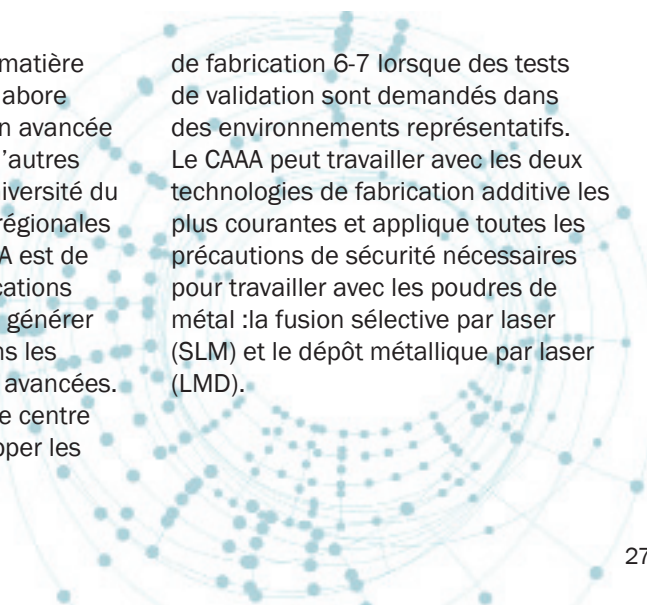 matière
abore
n avancée
'autres
iversité du
régionales
A est de
cations
générer
ns les
avancées.
e centre
pper les
de fabrication 6-7 lorsque des tests
de validation sont demandés dans
des environnements représentatifs.
Le CAAA peut travailler avec les deux
technologies de fabrication additive les
plus courantes et applique toutes les
précautions de sécurité nécessaires
pour travailler avec les poudres de
métal :la fusion sélective par laser
(SLM) et le dépôt métallique par laser
(LMD).
27